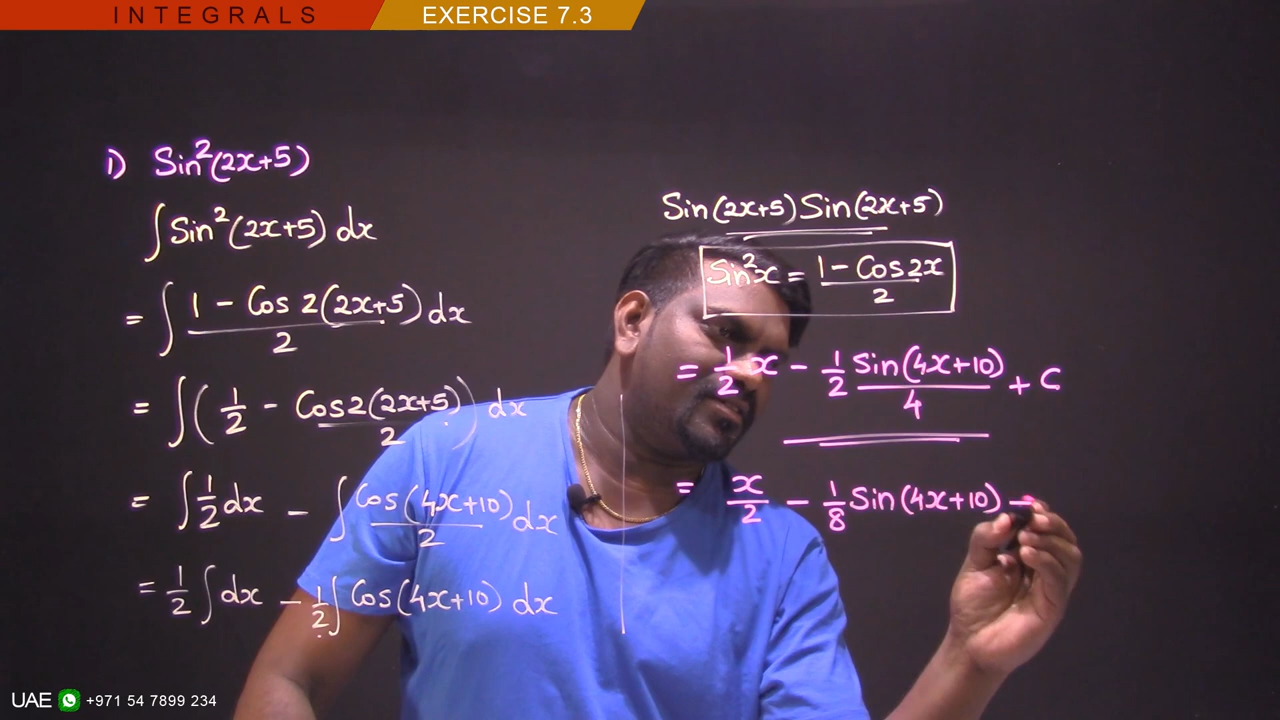 INTEGRALS EXERCISE 7.3
1) Sin²(2x+5)
∫ Sin²(2x+5) dx
= ∫ (1 - Cos 2(2x+5))/2 dx
= ∫ (1/2 - Cos2(2x+5)/2) dx
= ∫ 1/2 dx - ∫ Cos(4x+10)/2 dx
= 1/2 ∫ dx - 1/2 ∫ Cos(4x+10) dx
Sin(2x+5) Sin(2x+5)
Sin²x = (1 - Cos2x)/2
= 1/2 x - 1/2 Sin(4x+10)/4 + C
= x/2 - 1/8 Sin(4x+10) -
UAE +971 54 7899 234